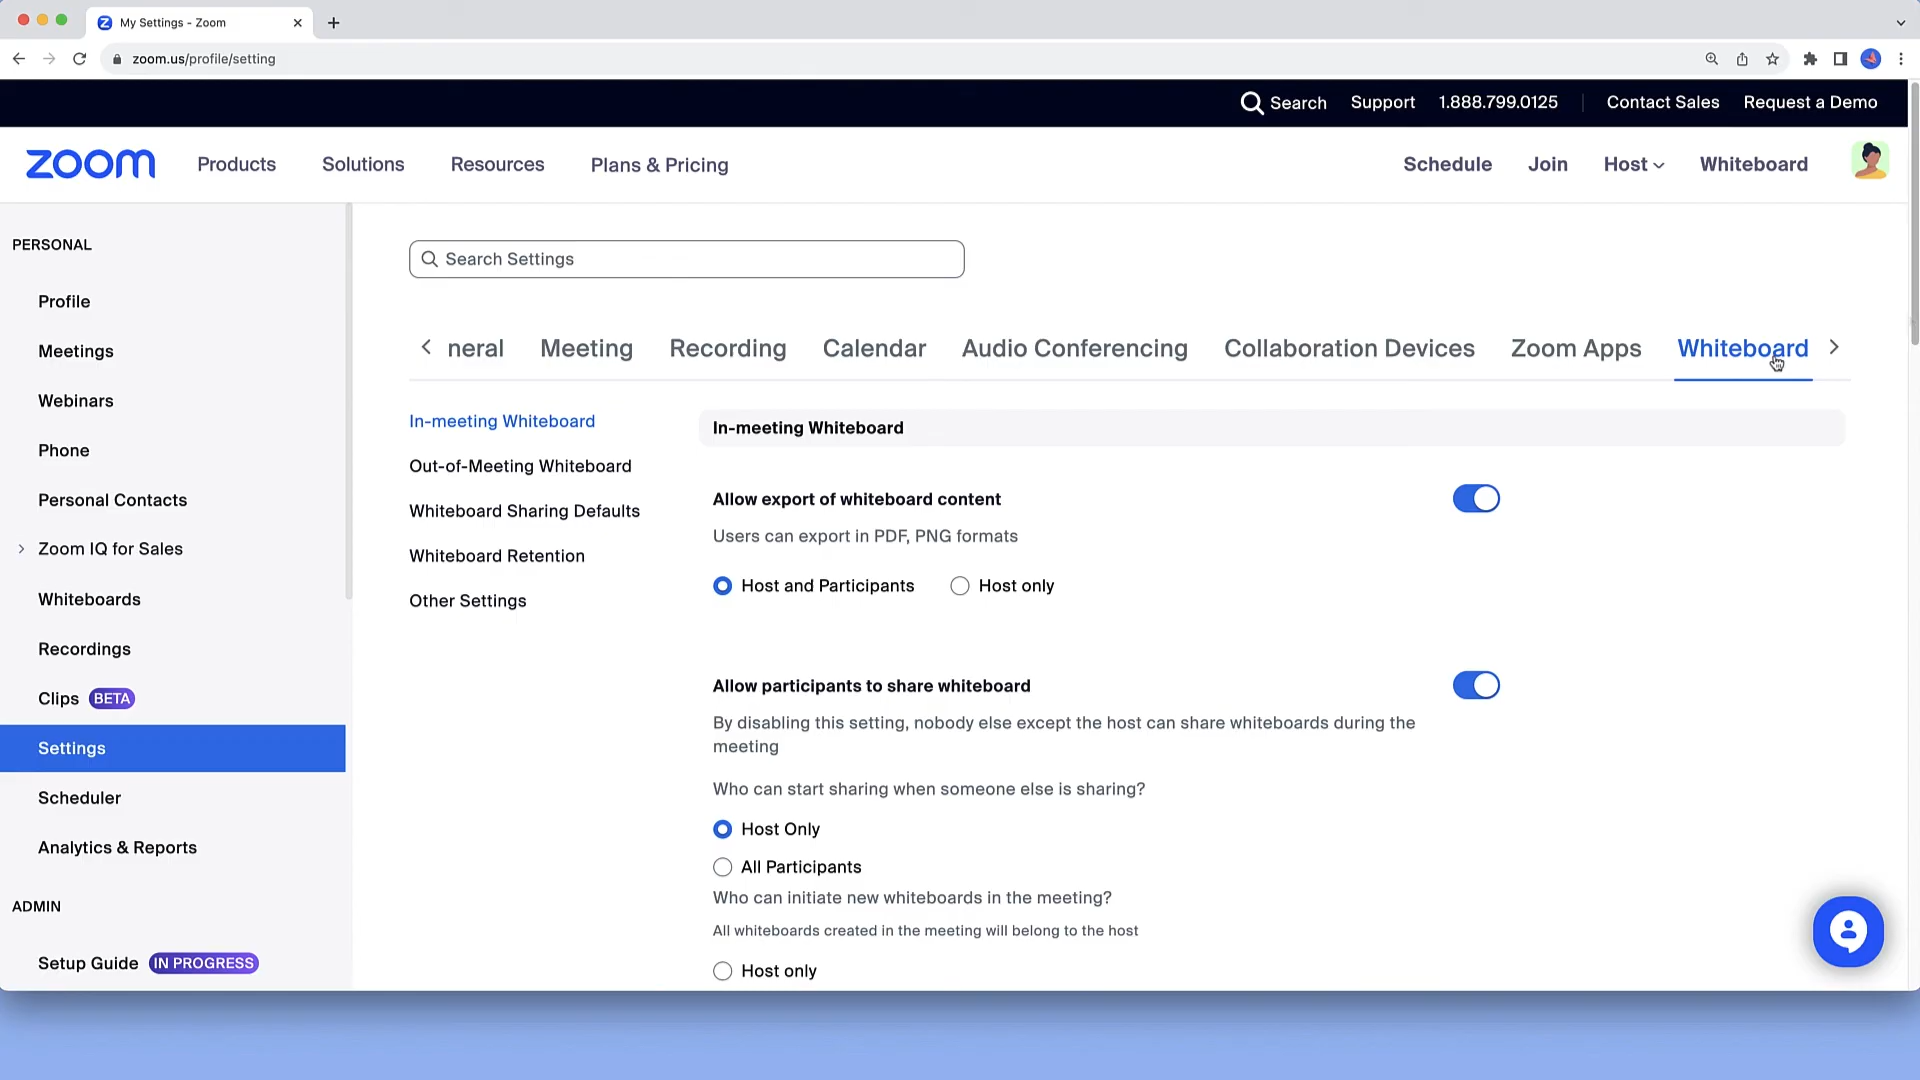 My Settings - Zoom
zoom.us/profile/setting
Search Support 1.888.799.0125 Contact Sales Request a Demo
zoom Products Solutions Resources Plans & Pricing Schedule Join Host Whiteboard
PERSONAL
Profile
Meetings
Webinars
Phone
Personal Contacts
Zoom IQ for Sales
Whiteboards
Recordings
Clips BETA
Settings
Scheduler
Analytics & Reports
ADMIN
Setup Guide IN PROGRESS
Search Settings
neral Meeting Recording Calendar Audio Conferencing Collaboration Devices Zoom Apps Whiteboard
In-meeting Whiteboard
Out-of-Meeting Whiteboard
Whiteboard Sharing Defaults
Whiteboard Retention
Other Settings
In-meeting Whiteboard
Allow export of whiteboard content
Users can export in PDF, PNG formats
Host and Participants Host only
Allow participants to share whiteboard
By disabling this setting, nobody else except the host can share whiteboards during the
meeting
Who can start sharing when someone else is sharing?
Host Only
All Participants
Who can initiate new whiteboards in the meeting?
All whiteboards created in the meeting will belong to the host
Host only